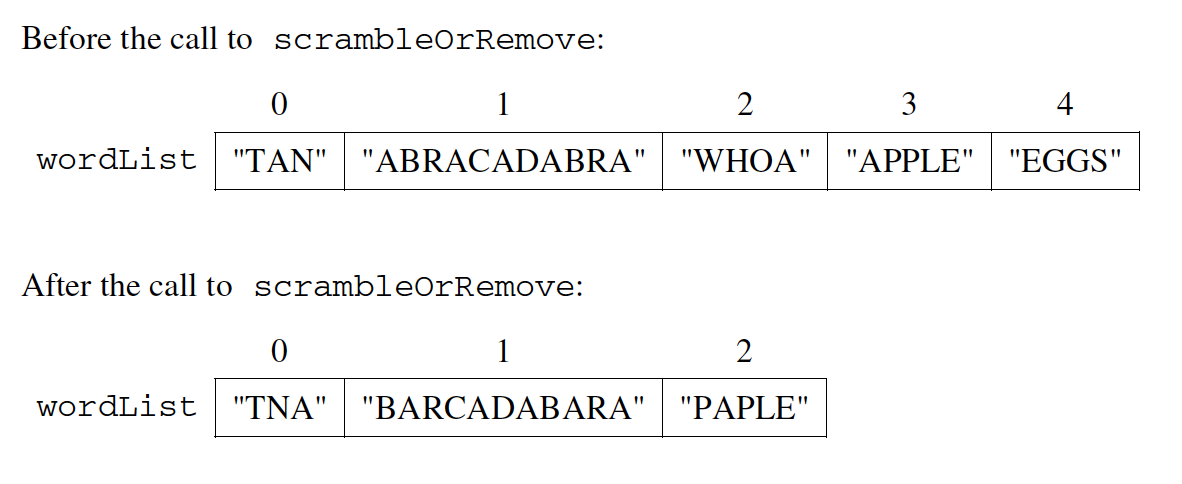 Before the call to scrambleOrRemove:
0 1 2 3 4
wordList "TAN" "ABRACADABRA" "WHOA" "APPLE" "EGGS"
After the call to scrambleOrRemove:
0 1 2
wordList "TNA" "BARCADABARA" "PAPLE"